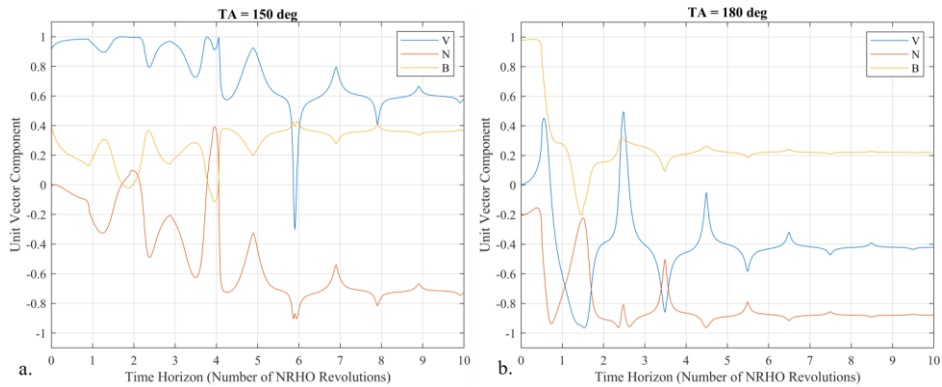 TA = 150 deg
1
0.8
0.6
0.4
0.2
0
-0.2
-0.4
-0.6
-0.8
-1
Unit Vector Component
V
N
B
0 1 2 3 4 5 6 7 8 9 10
Time Horizon (Number of NRHO Revolutions)
a.
TA = 180 deg
1
0.8
0.6
0.4
0.2
0
-0.2
-0.4
-0.6
-0.8
-1
Unit Vector Component
V
N
B
0 1 2 3 4 5 6 7 8 9 10
Time Horizon (Number of NRHO Revolutions)
b.